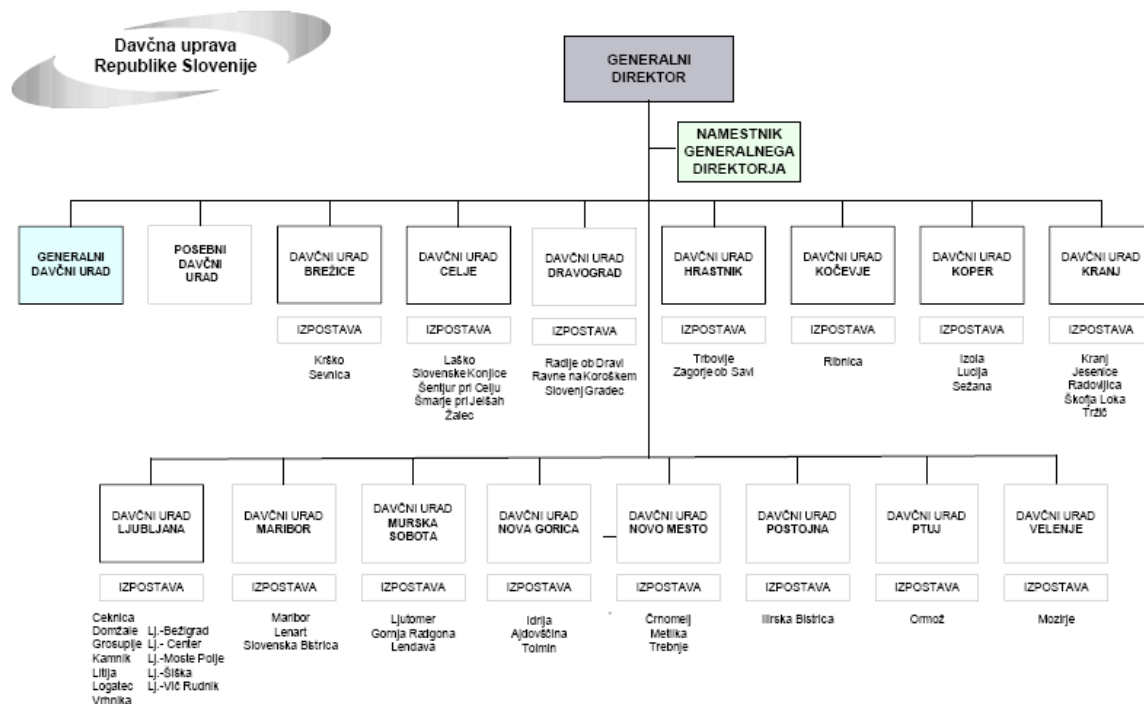 Davčna uprava
Republike Slovenije
GENERALNI
DIREKTOR
NAMESTNIK
GENERALNEGA
DIREKTORJA
GENERALNI
DAVČNI URAD
POSEBNI
DAVČNI
URAD
DAVČNI URAD
BREŽICE
IZPOSTAVA
Krško
Sevnica
DAVČNI URAD
CELJE
IZPOSTAVA
Laško
Slovenske Konjice
Šentjur pri Celju
Šmarje pri Jelšah
Žalec
DAVČNI URAD
DRAVOGRAD
IZPOSTAVA
Radlje ob Dravi
Ravne na Koroškem
Slovenj Gradec
DAVČNI URAD
HRASTNIK
IZPOSTAVA
Trbovlje
Zagorje ob Savi
DAVČNI URAD
KOČEVJE
IZPOSTAVA
Ribnica
DAVČNI URAD
KOPER
IZPOSTAVA
Izola
Lucija
Sežana
DAVČNI URAD
KRANJ
IZPOSTAVA
Kranj
Jesenice
Radovljica
Škofja Loka
Tržič
DAVČNI URAD
LJUBLJANA
IZPOSTAVA
Ceknica
Domžale Lj.-Bežigrad
Grosuplje Lj.- Center
Kamnik Lj.-Moste Polje
Litija Lj.-Šiška
Logatec Lj.-Vič Rudnik
Vrhnika
DAVČNI URAD
MARIBOR
IZPOSTAVA
Maribor
Lenart
Slovenska Bistrica
DAVČNI URAD
MURSKA
SOBOTA
IZPOSTAVA
Ljutomer
Gornja Radgona
Lendava
DAVČNI URAD
NOVA GORICA
IZPOSTAVA
Idrija
Ajdovščina
Tolmin
DAVČNI URAD
NOVO MESTO
IZPOSTAVA
Črnomelj
Metlika
Trebnje
DAVČNI URAD
POSTOJNA
IZPOSTAVA
Ilirska Bistrica
DAVČNI URAD
PTUJ
IZPOSTAVA
Ormož
DAVČNI URAD
VELENJE
IZPOSTAVA
Mozirje